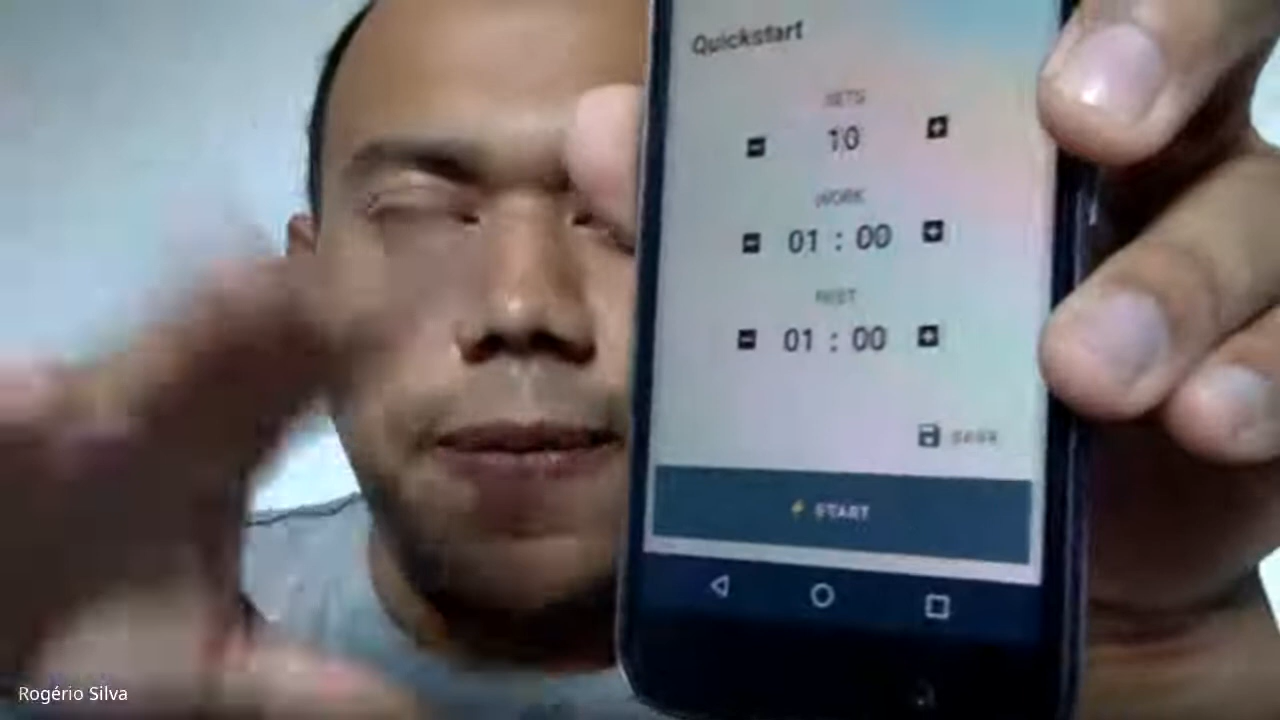 Quickstart
SETS
10
WORK
01 : 00
REST
01 : 00
SAVE
⚡ START
Rogério Silva